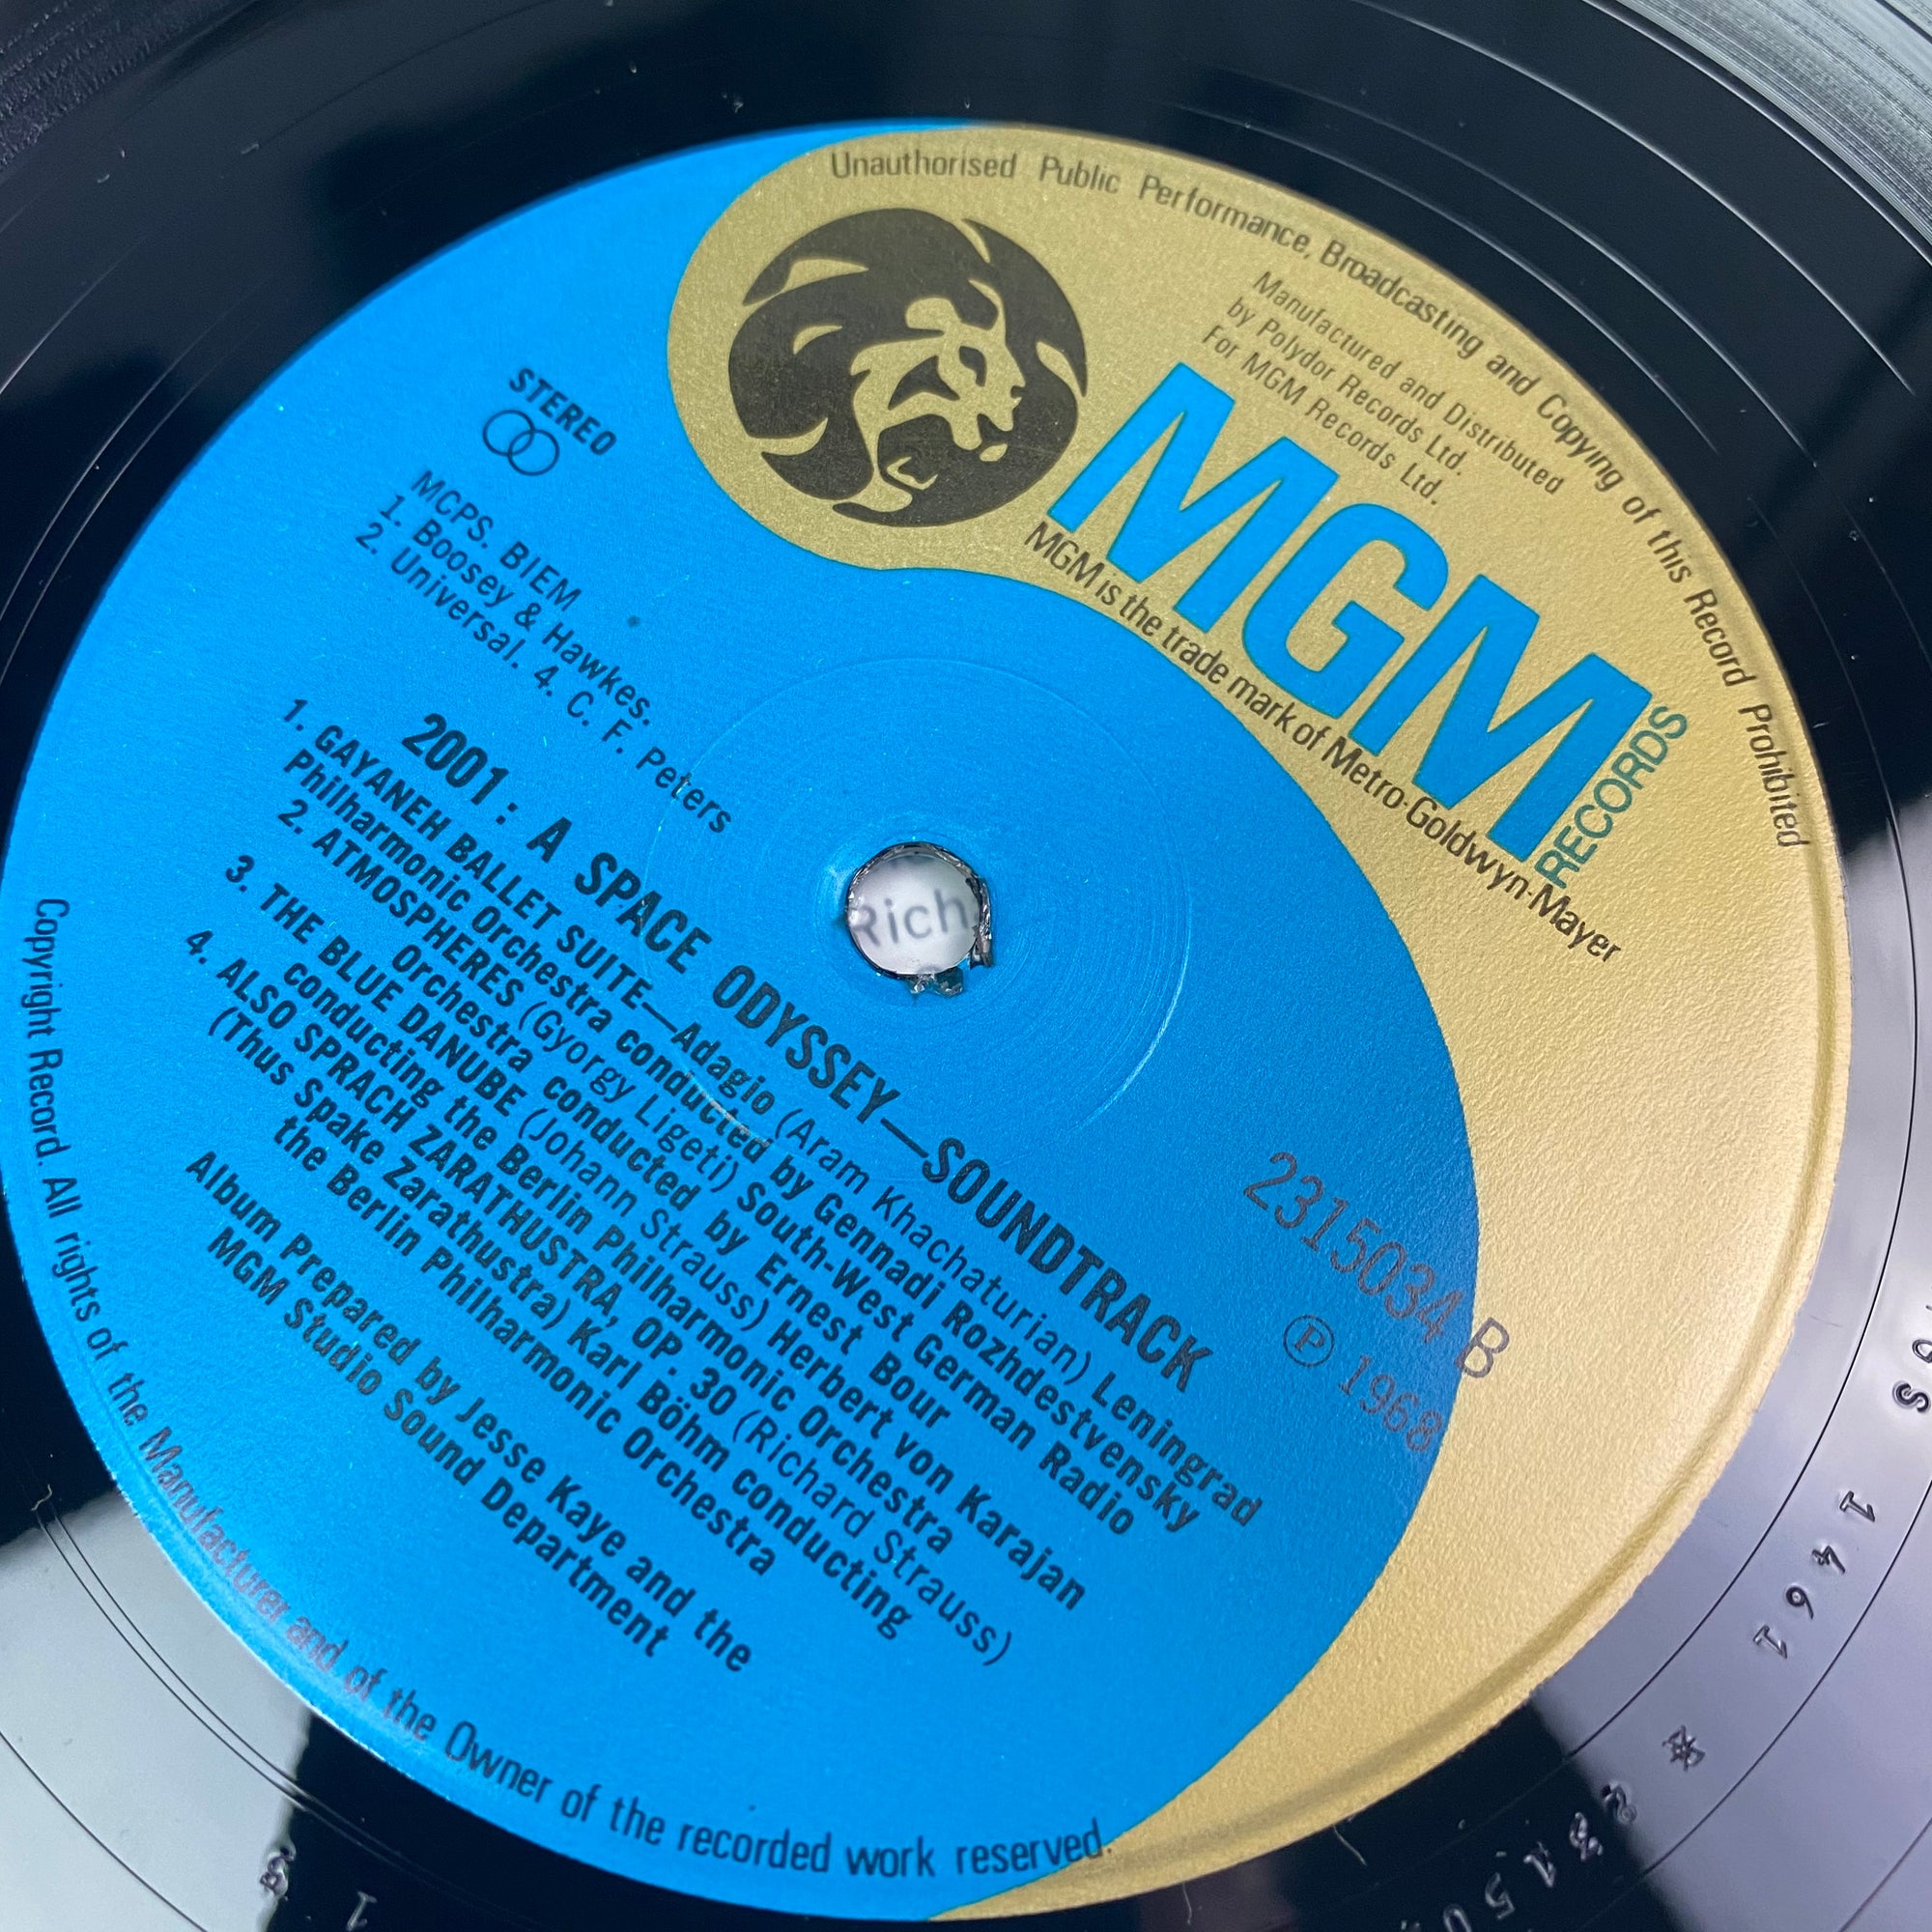 Unauthorised Public Performance, Broadcasting and Copying of this Record Prohibited
Manufactured and Distributed
by Polydor Records Ltd.
For MGM Records Ltd.
MGM
RECORDS
MGM is the trade mark of Metro-Goldwyn-Mayer
STEREO
MCPS. BIEM
1. Boosey & Hawkes.
2. Universal. 4. C. F. Peters
Rich
2315034 B
Ⓟ 1968
2001: A SPACE ODYSSEY—SOUNDTRACK
1. GAYANEH BALLET SUITE—Adagio (Aram Khachaturian) Leningrad
Philharmonic Orchestra conducted by Gennadi Rozhdestvensky
2. ATMOSPHERES (Gyorgy Ligeti) South-West German Radio
Orchestra conducted by Ernest Bour
3. THE BLUE DANUBE (Johann Strauss) Herbert von Karajan
conducting the Berlin Philharmonic Orchestra
4. ALSO SPRACH ZARATHUSTRA, OP. 30 (Richard Strauss)
(Thus Spake Zarathustra) Karl Böhm conducting
the Berlin Philharmonic Orchestra
Album Prepared by Jesse Kaye and the
MGM Studio Sound Department
Copyright Record. All rights of the Manufacturer and of the Owner of the recorded work reserved.
1461